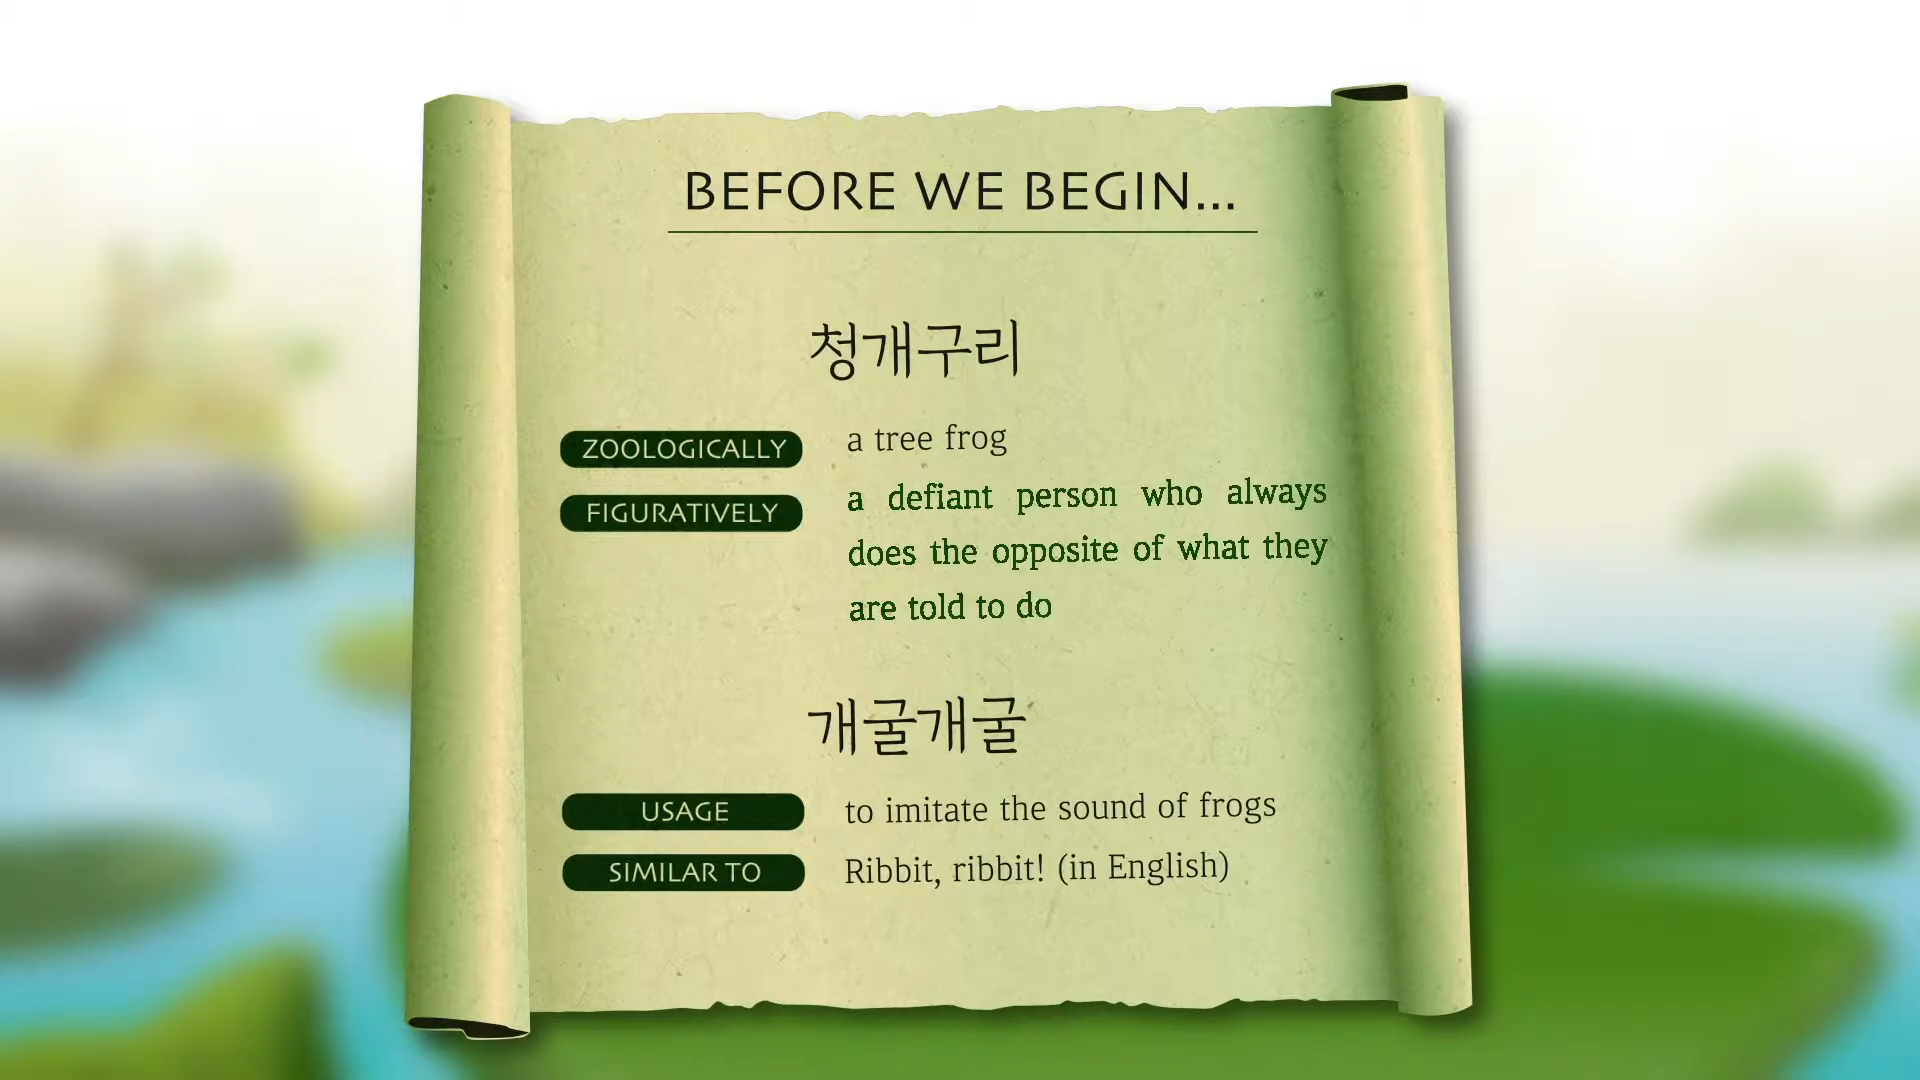 BEFORE WE BEGIN...
청개구리
ZOOLOGICALLY a tree frog
FIGURATIVELY a defiant person who always
does the opposite of what they
are told to do
개굴개굴
USAGE to imitate the sound of frogs
SIMILAR TO Ribbit, ribbit! (in English)